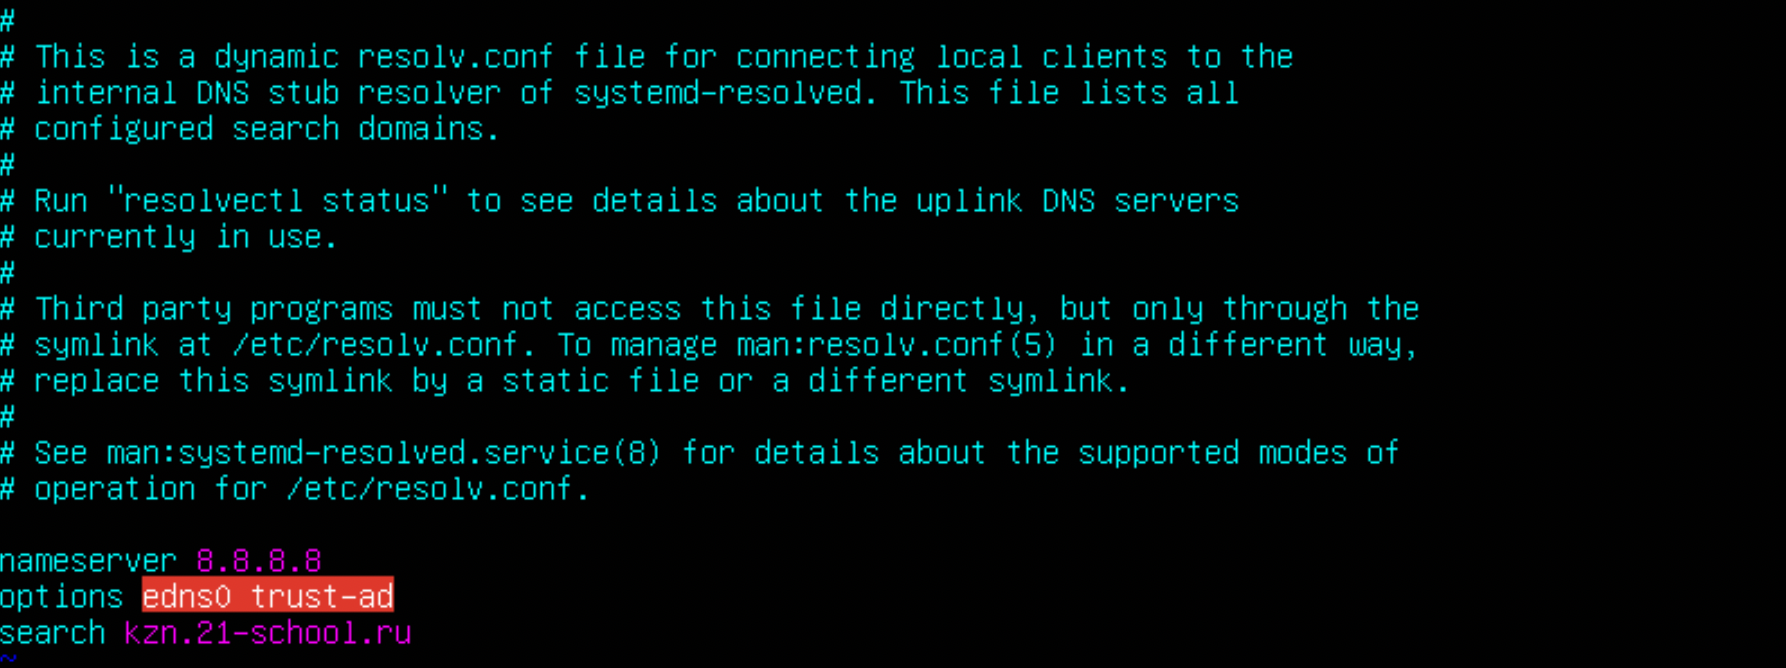 #
# This is a dynamic resolv.conf file for connecting local clients to the
# internal DNS stub resolver of systemd-resolved. This file lists all
# configured search domains.
#
# Run "resolvectl status" to see details about the uplink DNS servers
# currently in use.
#
# Third party programs must not access this file directly, but only through the
# symlink at /etc/resolv.conf. To manage man:resolv.conf(5) in a different way,
# replace this symlink by a static file or a different symlink.
#
# See man:systemd-resolved.service(8) for details about the supported modes of
# operation for /etc/resolv.conf.

nameserver 8.8.8.8
options edns0 trust-ad
search kzn.21-school.ru
~